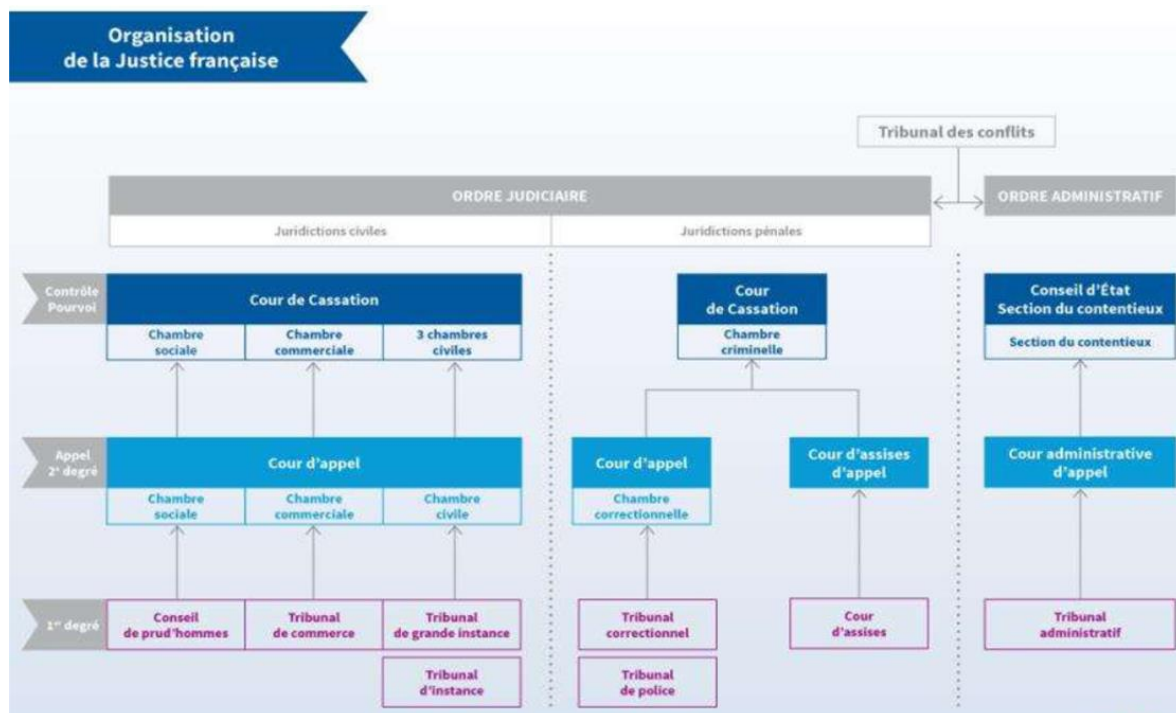 Organisation
de la Justice française
Tribunal des conflits
ORDRE JUDICIAIRE
ORDRE ADMINISTRATIF
Juridictions civiles
Juridictions pénales
Contrôle
Pourvoi
Cour de Cassation
Chambre
sociale
Chambre
commerciale
3 chambres
civiles
Cour
de Cassation
Chambre
criminelle
Conseil d'État
Section du contentieux
Section du contentieux
Appel
2e degré
Cour d'appel
Chambre
sociale
Chambre
commerciale
Chambre
civile
Cour d'appel
Chambre
correctionnelle
Cour d'assises
d'appel
Cour administrative
d'appel
1er degré
Conseil
de prud'hommes
Tribunal
de commerce
Tribunal
de grande instance
Tribunal
d'instance
Tribunal
correctionnel
Tribunal
de police
Cour
d'assises
Tribunal
administratif